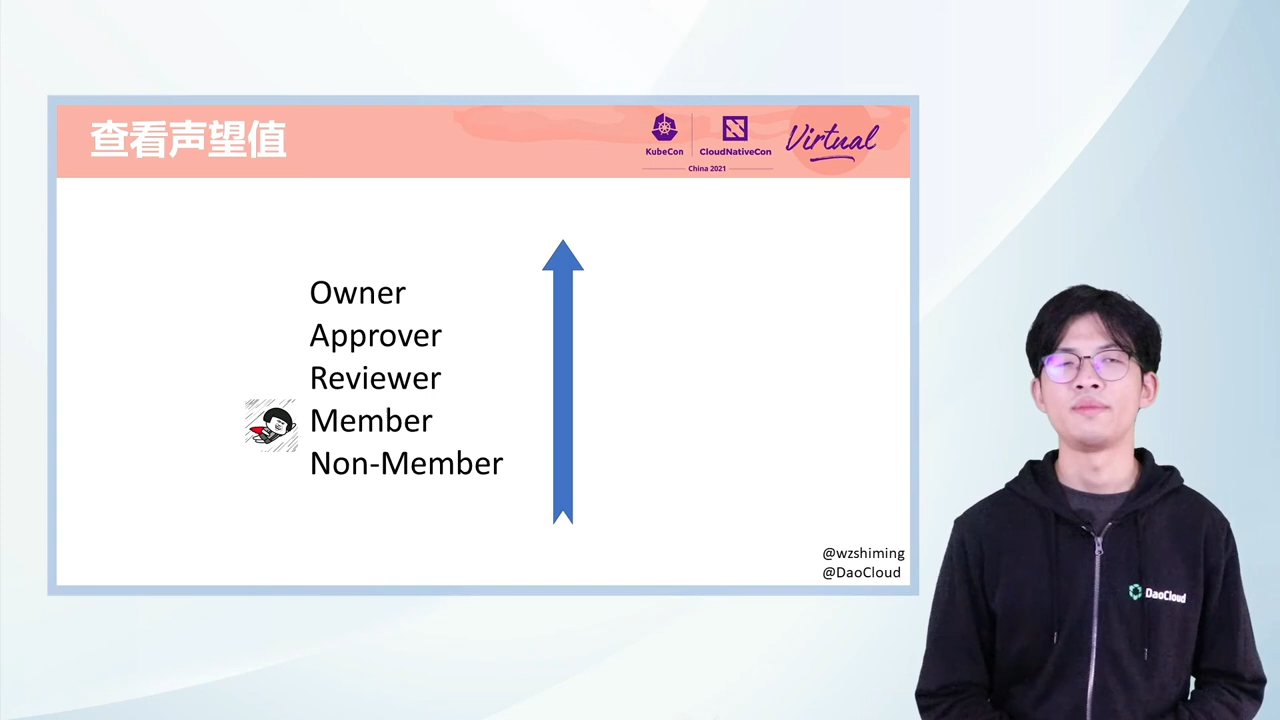 查看声望值
KubeCon
CloudNativeCon
China 2021
Virtual
Owner
Approver
Reviewer
Member
Non-Member
@wzshiming
@DaoCloud
DaoCloud